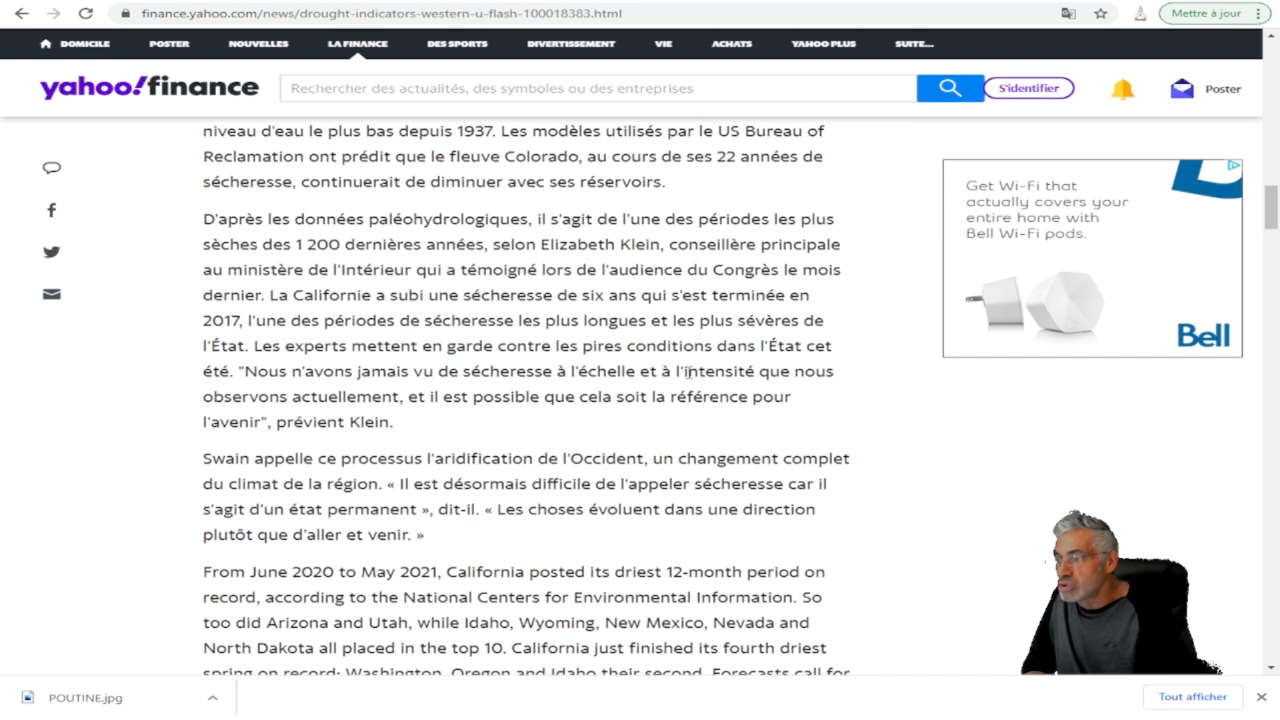 finance.yahoo.com/news/drought-indicators-western-u-flash-100018383.html
Mettre à jour
DOMICILE POSTER NOUVELLES LA FINANCE DES SPORTS DIVERTISSEMENT VIE ACHATS YAHOO PLUS SUITE...
yahoo!finance
Rechercher des actualités, des symboles ou des entreprises
S'identifier
Poster
niveau d'eau le plus bas depuis 1937. Les modèles utilisés par le US Bureau of
Reclamation ont prédit que le fleuve Colorado, au cours de ses 22 années de
sécheresse, continuerait de diminuer avec ses réservoirs.
D'après les données paléohydrologiques, il s'agit de l'une des périodes les plus
sèches des 1 200 dernières années, selon Elizabeth Klein, conseillère principale
au ministère de l'Intérieur qui a témoigné lors de l'audience du Congrès le mois
dernier. La Californie a subi une sécheresse de six ans qui s'est terminée en
2017, l'une des périodes de sécheresse les plus longues et les plus sévères de
l'État. Les experts mettent en garde contre les pires conditions dans l'État cet
été. "Nous n'avons jamais vu de sécheresse à l'échelle et à l'intensité que nous
observons actuellement, et il est possible que cela soit la référence pour
l'avenir", prévient Klein.
Swain appelle ce processus l'aridification de l'Occident, un changement complet
du climat de la région. « Il est désormais difficile de l'appeler sécheresse car il
s'agit d'un état permanent », dit-il. « Les choses évoluent dans une direction
plutôt que d'aller et venir. »
From June 2020 to May 2021, California posted its driest 12-month period on
record, according to the National Centers for Environmental Information. So
too did Arizona and Utah, while Idaho, Wyoming, New Mexico, Nevada and
North Dakota all placed in the top 10. California just finished its fourth driest
spring on record; Washington, Oregon and Idaho their second. Forecasts call for
Get Wi-Fi that
actually covers your
entire home with
Bell Wi-Fi pods.
Bell
POUTINE.jpg
Tout afficher